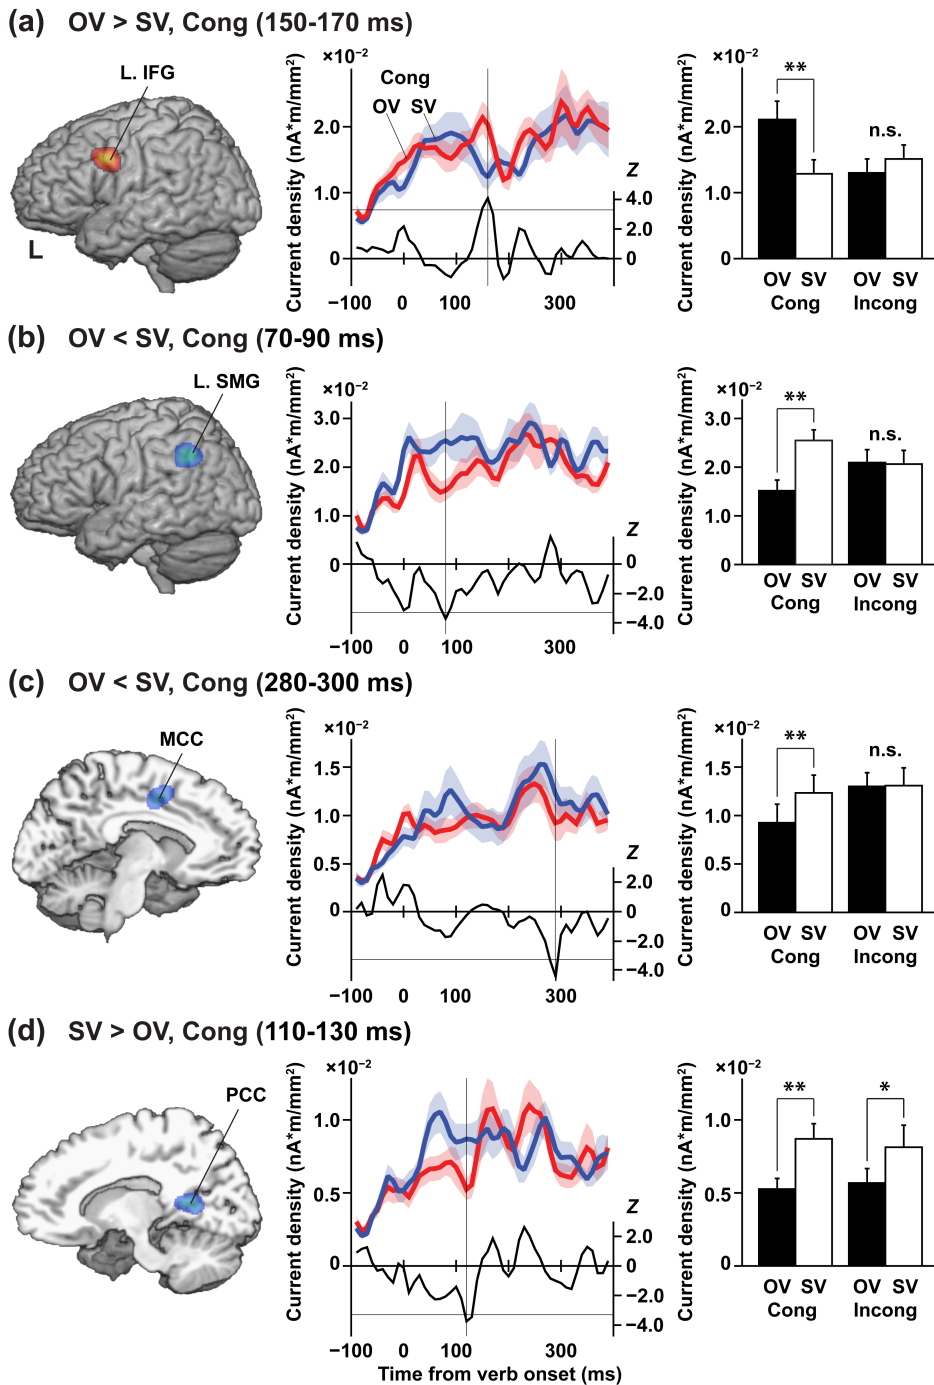 (a) OV > SV, Cong (150-170 ms)
L. IFG
L
×10⁻²
Current density (nA*m/mm²)
Cong
OV SV
2.0
1.0
0
Z
4.0
2.0
0
−100 0 100 300
×10⁻²
Current density (nA*m/mm²)
2.0
1.0
0
**
n.s.
OV SV OV SV
Cong Incong
(b) OV < SV, Cong (70-90 ms)
L. SMG
×10⁻²
Current density (nA*m/mm²)
3.0
2.0
1.0
0
Z
0
−2.0
−4.0
−100 0 100 300
×10⁻²
Current density (nA*m/mm²)
3.0
2.0
1.0
0
**
n.s.
OV SV OV SV
Cong Incong
(c) OV < SV, Cong (280-300 ms)
MCC
×10⁻²
Current density (nA*m/mm²)
1.5
1.0
0.5
0
Z
2.0
0
−2.0
−4.0
−100 0 100 300
×10⁻²
Current density (nA*m/mm²)
1.5
1.0
0.5
0
**
n.s.
OV SV OV SV
Cong Incong
(d) SV > OV, Cong (110-130 ms)
PCC
×10⁻²
Current density (nA*m/mm²)
1.0
0.5
0
Z
2.0
0
−2.0
−4.0
−100 0 100 300
Time from verb onset (ms)
×10⁻²
Current density (nA*m/mm²)
1.0
0.5
0
**
*
OV SV OV SV
Cong Incong